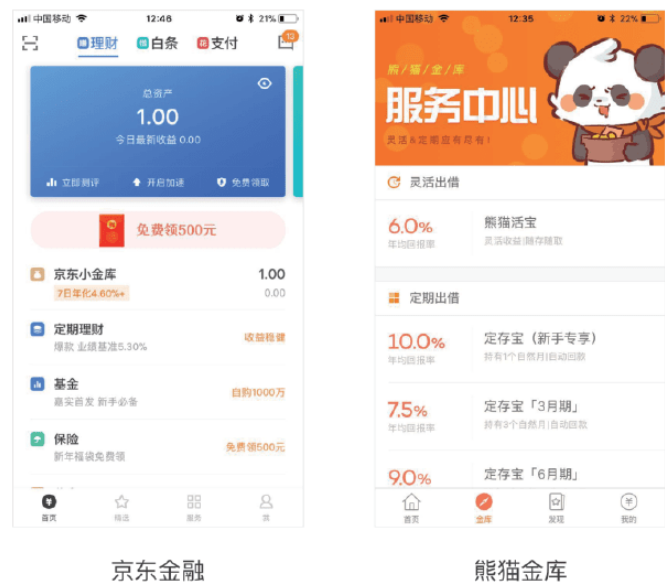 中国移动 12:46 21%
理财 白条 支付
总资产
1.00
今日最新收益 0.00
立即测评 开启加速 免费领取
免费领500元
京东小金库 1.00
7日年化4.60%+ 0.00
定期理财 收益稳健
爆款 业绩基准5.30%
基金 自购1000万
嘉实首发 新手必备
保险 免费领500元
新年福袋免费领
首页 精选 服务 我
京东金融
中国移动 12:35 22%
熊/猫/金/库
服务中心
灵活&定期应有尽有!
灵活出借
6.0% 熊猫活宝
年均回报率 灵活收益|随存随取
定期出借
10.0% 定存宝（新手专享）
年均回报率 持有1个自然月|自动回款
7.5% 定存宝「3月期」
年均回报率 持有3个自然月|自动回款
9.0% 定存宝「6月期」
首页 金库 发现 我的
熊猫金库